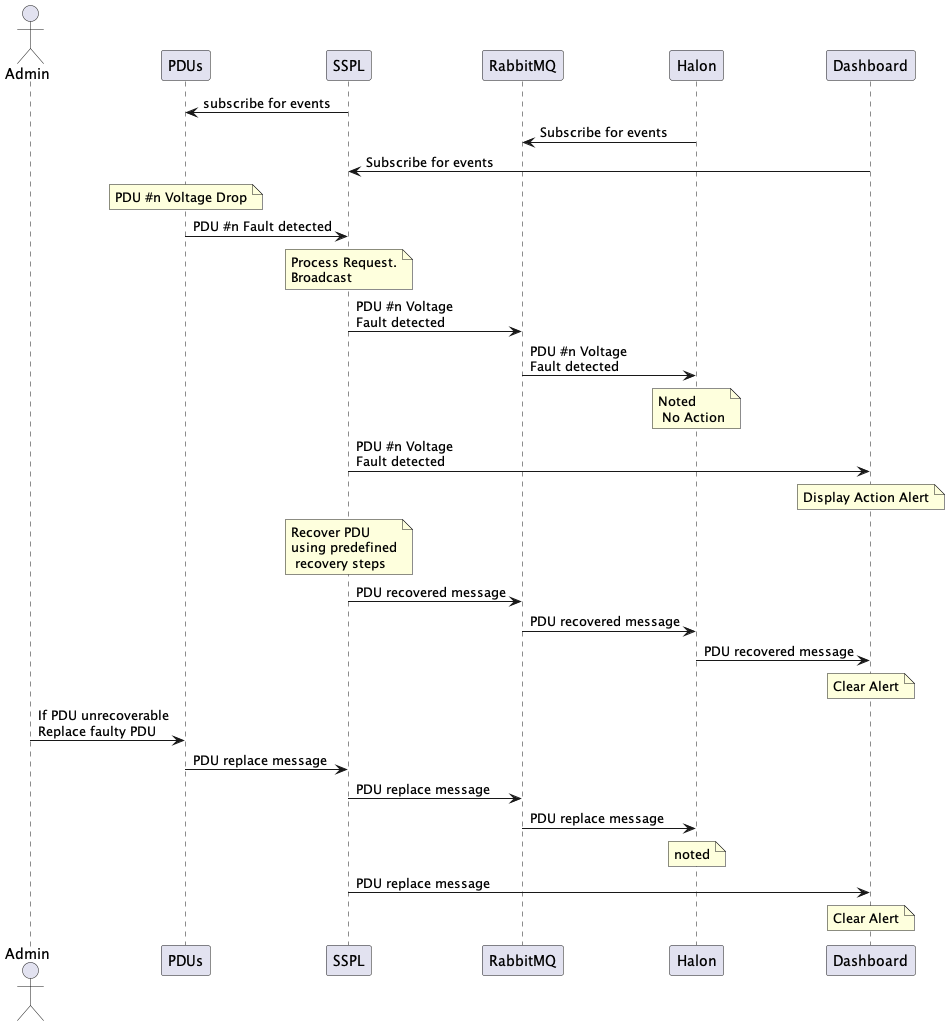 Admin
PDUs
SSPL
RabbitMQ
Halon
Dashboard
subscribe for events
Subscribe for events
Subscribe for events
PDU #n Voltage Drop
PDU #n Fault detected
Process Request.
Broadcast
PDU #n Voltage
Fault detected
PDU #n Voltage
Fault detected
Noted
No Action
PDU #n Voltage
Fault detected
Display Action Alert
Recover PDU
using predefined
recovery steps
PDU recovered message
PDU recovered message
PDU recovered message
Clear Alert
If PDU unrecoverable
Replace faulty PDU
PDU replace message
PDU replace message
PDU replace message
noted
PDU replace message
Clear Alert
Admin
PDUs
SSPL
RabbitMQ
Halon
Dashboard